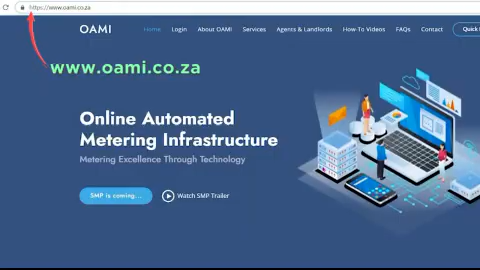 https://www.oami.co.za
OAMI Home Login About OAMI Services Agents & Landlords How-To Videos FAQs Contact Quick
www.oami.co.za
Online Automated
Metering Infrastructure
Metering Excellence Through Technology
SMP is coming... Watch SMP Trailer